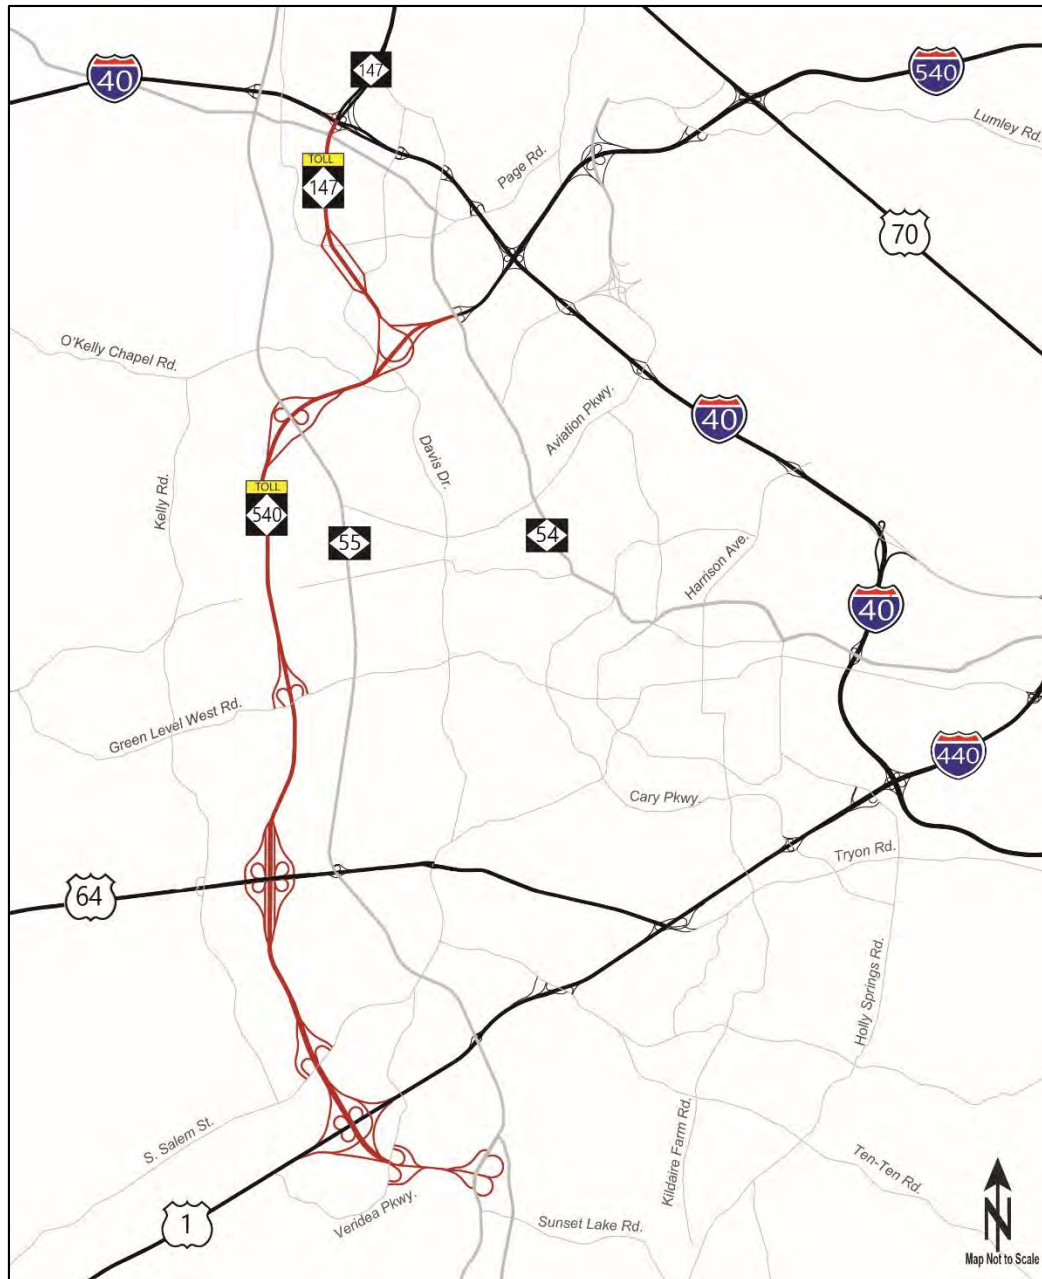 147
40
540
Lumley Rd.
Page Rd.
TOLL
147
70
O'Kelly Chapel Rd.
Aviation Pkwy.
40
Davis Dr.
Kelly Rd.
TOLL
540
55
54
Harrison Ave.
40
Green Level West Rd.
440
Cary Pkwy.
Tryon Rd.
64
Holly Springs Rd.
Kildaire Farm Rd.
S. Salem St.
Ten-Ten Rd.
Veridea Pkwy.
1
Sunset Lake Rd.
N
Map Not to Scale